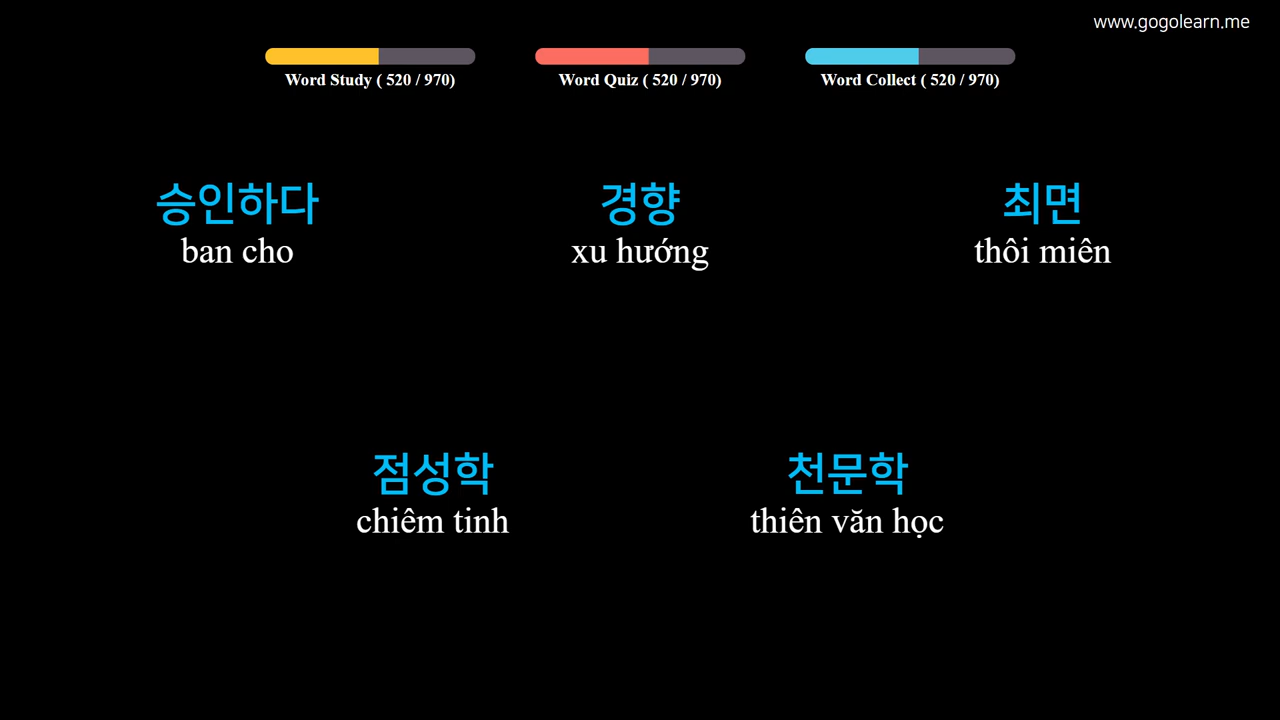 www.gogolearn.me
Word Study ( 520 / 970)
Word Quiz ( 520 / 970)
Word Collect ( 520 / 970)
승인하다
ban cho
경향
xu hướng
최면
thôi miên
점성학
chiêm tinh
천문학
thiên văn học